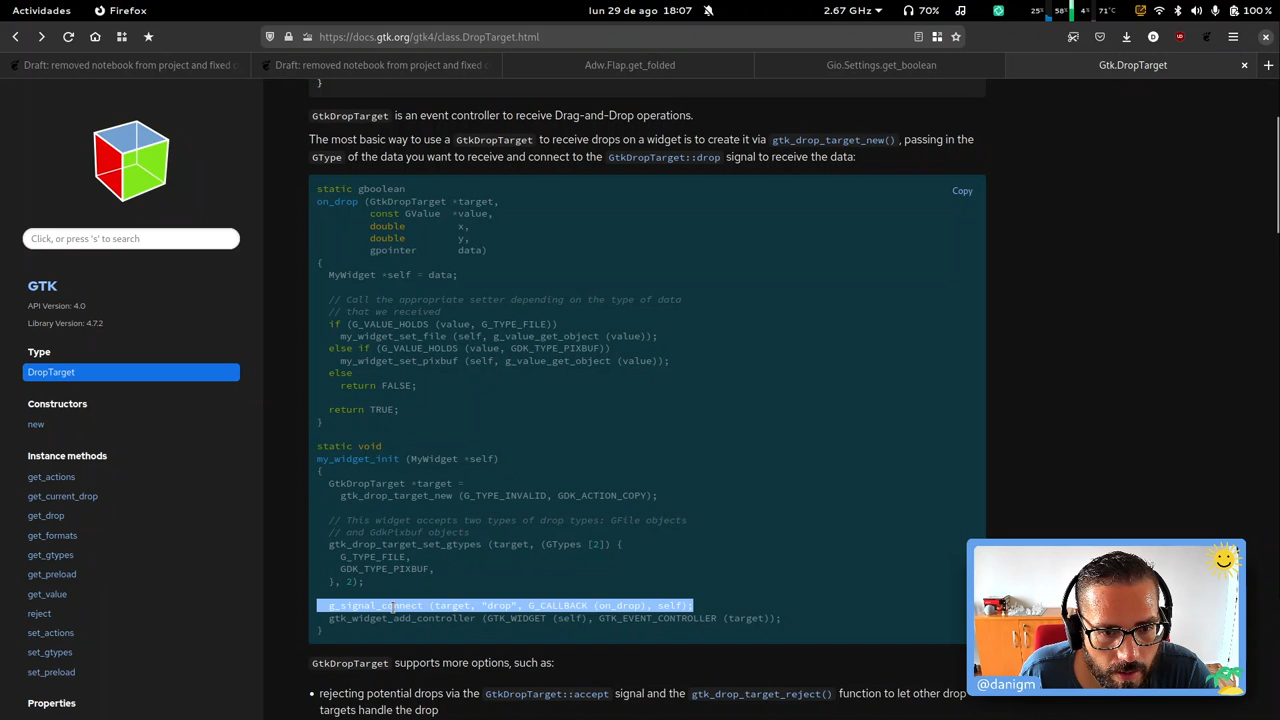 Actividades
Firefox
lun 29 de ago 18:07
2.67 GHz
70%
25%
58%
4%
71°C
100 %
https://docs.gtk.org/gtk4/class.DropTarget.html
Draft: removed notebook from project and fixed c
Draft: removed notebook from project and fixed c
Adw.Flap.get_folded
Gio.Settings.get_boolean
Gtk.DropTarget
}
GtkDropTarget is an event controller to receive Drag-and-Drop operations.
The most basic way to use a GtkDropTarget to receive drops on a widget is to create it via gtk_drop_target_new() , passing in the
GType of the data you want to receive and connect to the GtkDropTarget::drop signal to receive the data:
Copy
static gboolean
on_drop (GtkDropTarget *target,
const GValue *value,
double x,
double y,
gpointer data)
{
MyWidget *self = data;
// Call the appropriate setter depending on the type of data
// that we received
if (G_VALUE_HOLDS (value, G_TYPE_FILE))
my_widget_set_file (self, g_value_get_object (value));
else if (G_VALUE_HOLDS (value, GDK_TYPE_PIXBUF))
my_widget_set_pixbuf (self, g_value_get_object (value));
else
return FALSE;
return TRUE;
}
static void
my_widget_init (MyWidget *self)
{
GtkDropTarget *target =
gtk_drop_target_new (G_TYPE_INVALID, GDK_ACTION_COPY);
// This widget accepts two types of drop types: GFile objects
// and GdkPixbuf objects
gtk_drop_target_set_gtypes (target, (GTypes [2]) {
G_TYPE_FILE,
GDK_TYPE_PIXBUF,
}, 2);
g_signal_connect (target, "drop", G_CALLBACK (on_drop), self);
gtk_widget_add_controller (GTK_WIDGET (self), GTK_EVENT_CONTROLLER (target));
}
GtkDropTarget supports more options, such as:
• rejecting potential drops via the GtkDropTarget::accept signal and the gtk_drop_target_reject() function to let other drop
targets handle the drop
Click, or press 's' to search
GTK
API Version: 4.0
Library Version: 4.7.2
Type
DropTarget
Constructors
new
Instance methods
get_actions
get_current_drop
get_drop
get_formats
get_gtypes
get_preload
get_value
reject
set_actions
set_gtypes
set_preload
Properties
@danigm